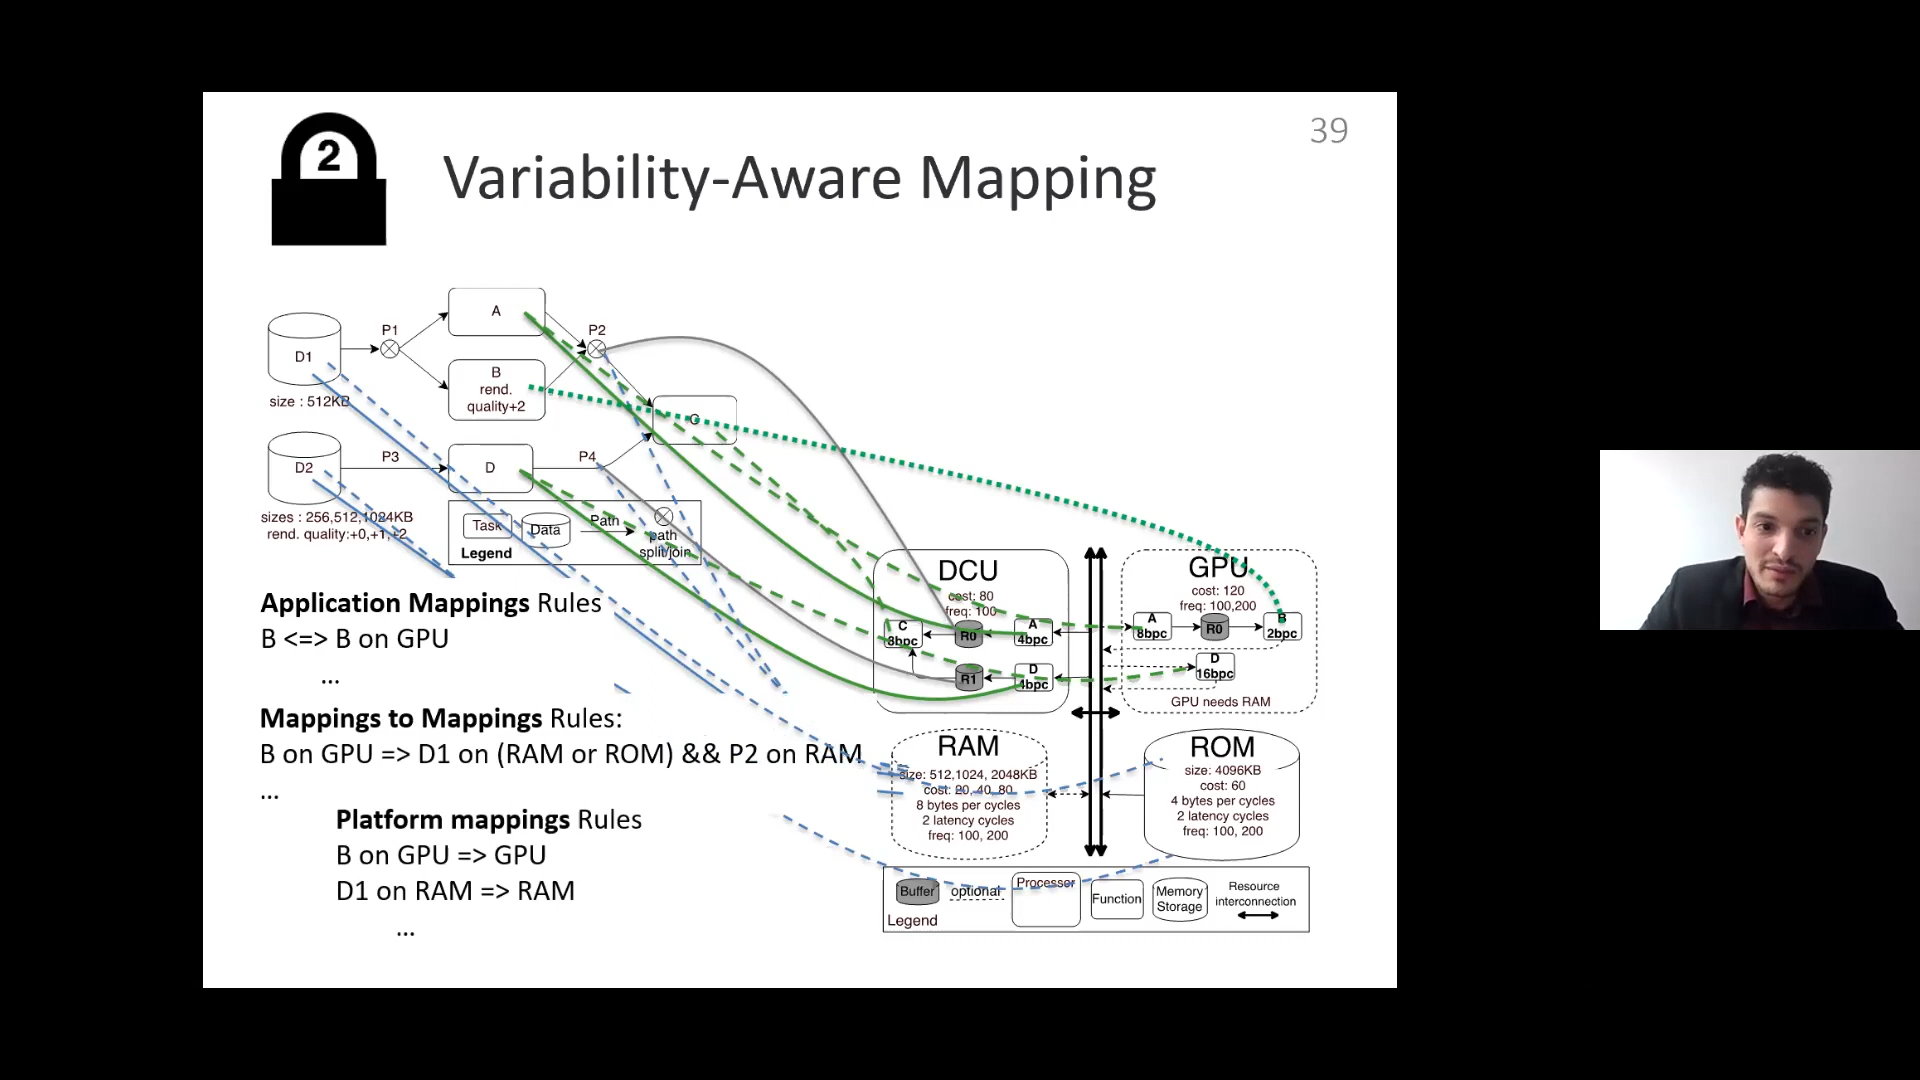 39
2
Variability-Aware Mapping
A
P1
P2
D1
B
rend.
quality+2
size : 512KB
C
D2
P3
D
P4
sizes : 256,512,1024KB
rend. quality:+0,+1,+2
Task
Data
Path
path
split/join
Legend
Application Mappings Rules
B <=> B on GPU
...
Mappings to Mappings Rules:
B on GPU => D1 on (RAM or ROM) && P2 on RAM
...
Platform mappings Rules
B on GPU => GPU
D1 on RAM => RAM
...
DCU
cost: 80
freq: 100
C
8bpc
R0
A
4bpc
R1
D
4bpc
GPU
cost: 120
freq: 100,200
A
8bpc
R0
B
2bpc
D
16bpc
GPU needs RAM
RAM
size: 512,1024, 2048KB
cost: 20, 40, 80
8 bytes per cycles
2 latency cycles
freq: 100, 200
ROM
size: 4096KB
cost: 60
4 bytes per cycles
2 latency cycles
freq: 100, 200
Buffer
optional
Processor
Function
Memory
Storage
Resource
interconnection
Legend